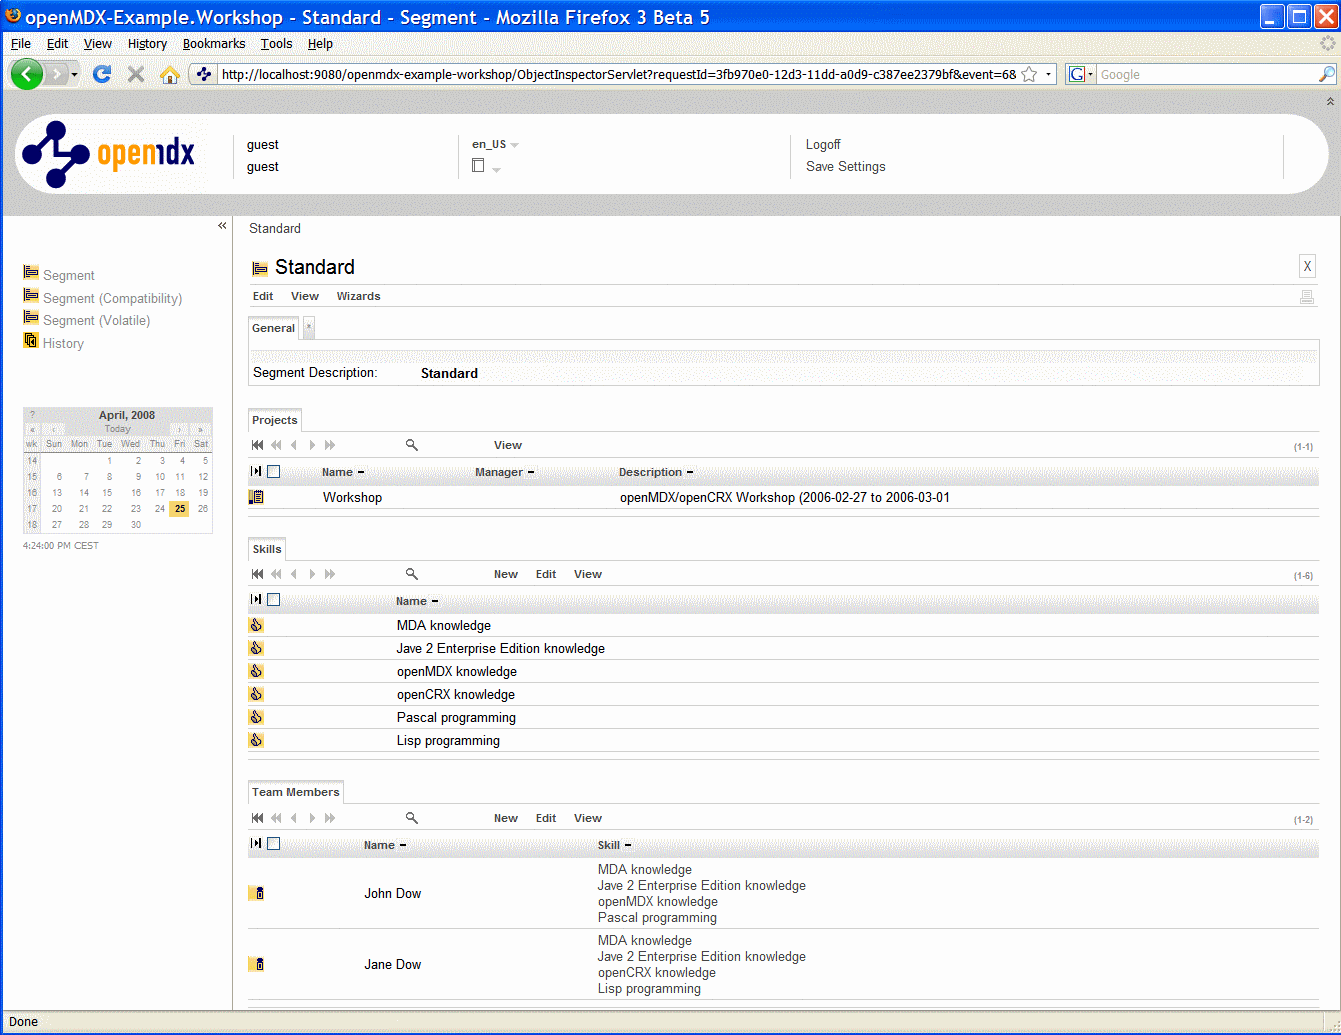 openMDX-Example.Workshop - Standard - Segment - Mozilla Firefox 3 Beta 5
File Edit View History Bookmarks Tools Help
http://localhost:9080/openmdx-example-workshop/ObjectInspectorServlet?requestId=3fb970e0-12d3-11dd-a0d9-c387ee2379bf&event=6& G Google
openmdx
guest
guest
en_US
Logoff
Save Settings
«
Segment
Segment (Compatibility)
Segment (Volatile)
History
? April, 2008
« ‹ Today › »
wk Sun Mon Tue Wed Thu Fri Sat
14 1 2 3 4 5
15 6 7 8 9 10 11 12
16 13 14 15 16 17 18 19
17 20 21 22 23 24 25 26
18 27 28 29 30
4:24:00 PM CEST
Standard
Standard X
Edit View Wizards
General
Segment Description: Standard
Projects
View (1-1)
Name Manager Description
Workshop openMDX/openCRX Workshop (2006-02-27 to 2006-03-01
Skills
New Edit View (1-6)
Name
MDA knowledge
Jave 2 Enterprise Edition knowledge
openMDX knowledge
openCRX knowledge
Pascal programming
Lisp programming
Team Members
New Edit View (1-2)
Name Skill
John Dow
MDA knowledge
Jave 2 Enterprise Edition knowledge
openMDX knowledge
Pascal programming
Jane Dow
MDA knowledge
Jave 2 Enterprise Edition knowledge
openCRX knowledge
Lisp programming
Done